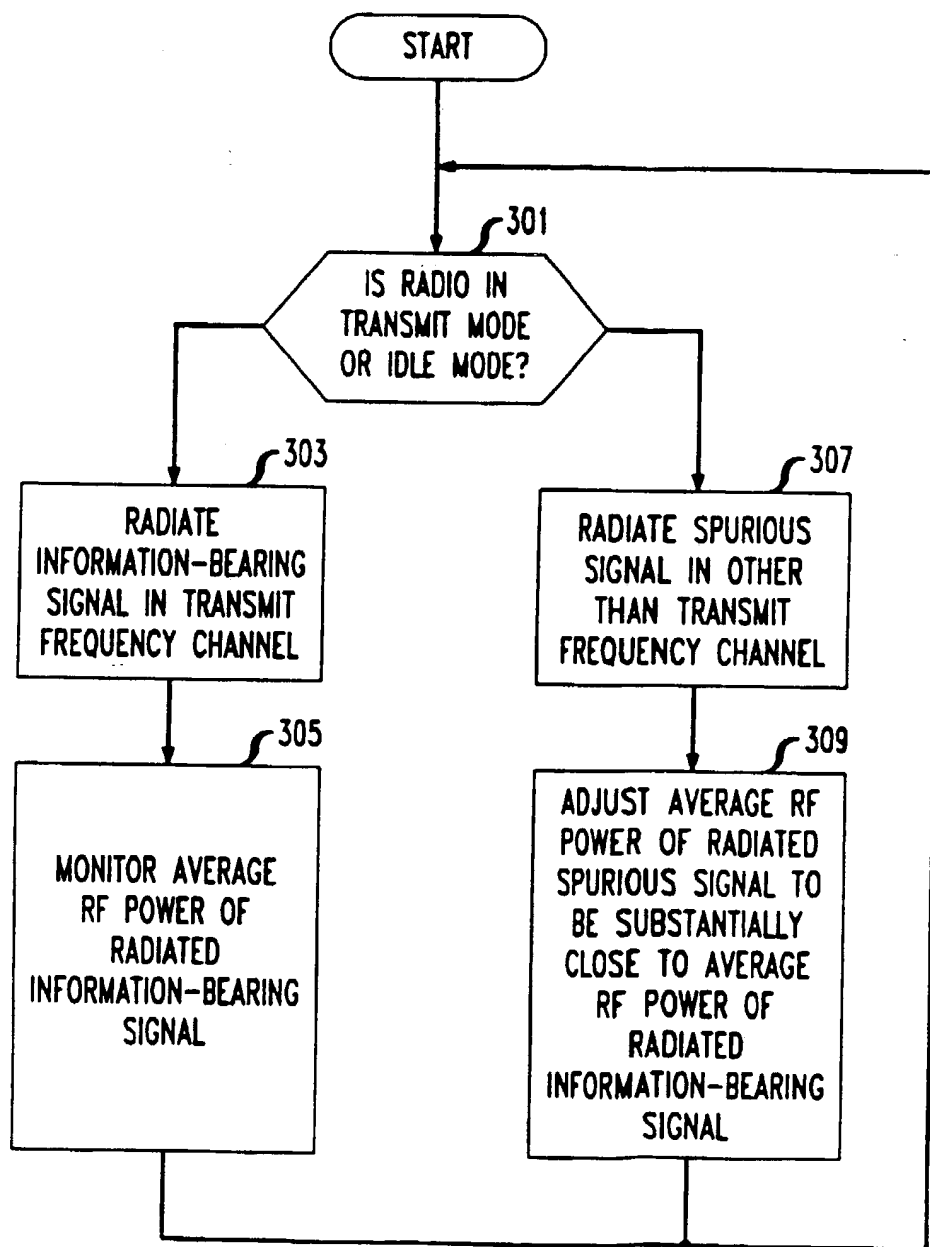 START
301
IS RADIO IN
TRANSMIT MODE
OR IDLE MODE?
303
RADIATE
INFORMATION-BEARING
SIGNAL IN TRANSMIT
FREQUENCY CHANNEL
307
RADIATE SPURIOUS
SIGNAL IN OTHER
THAN TRANSMIT
FREQUENCY CHANNEL
305
MONITOR AVERAGE
RF POWER OF
RADIATED
INFORMATION-BEARING
SIGNAL
309
ADJUST AVERAGE RF
POWER OF RADIATED
SPURIOUS SIGNAL TO
BE SUBSTANTIALLY
CLOSE TO AVERAGE
RF POWER OF
RADIATED
INFORMATION-BEARING
SIGNAL